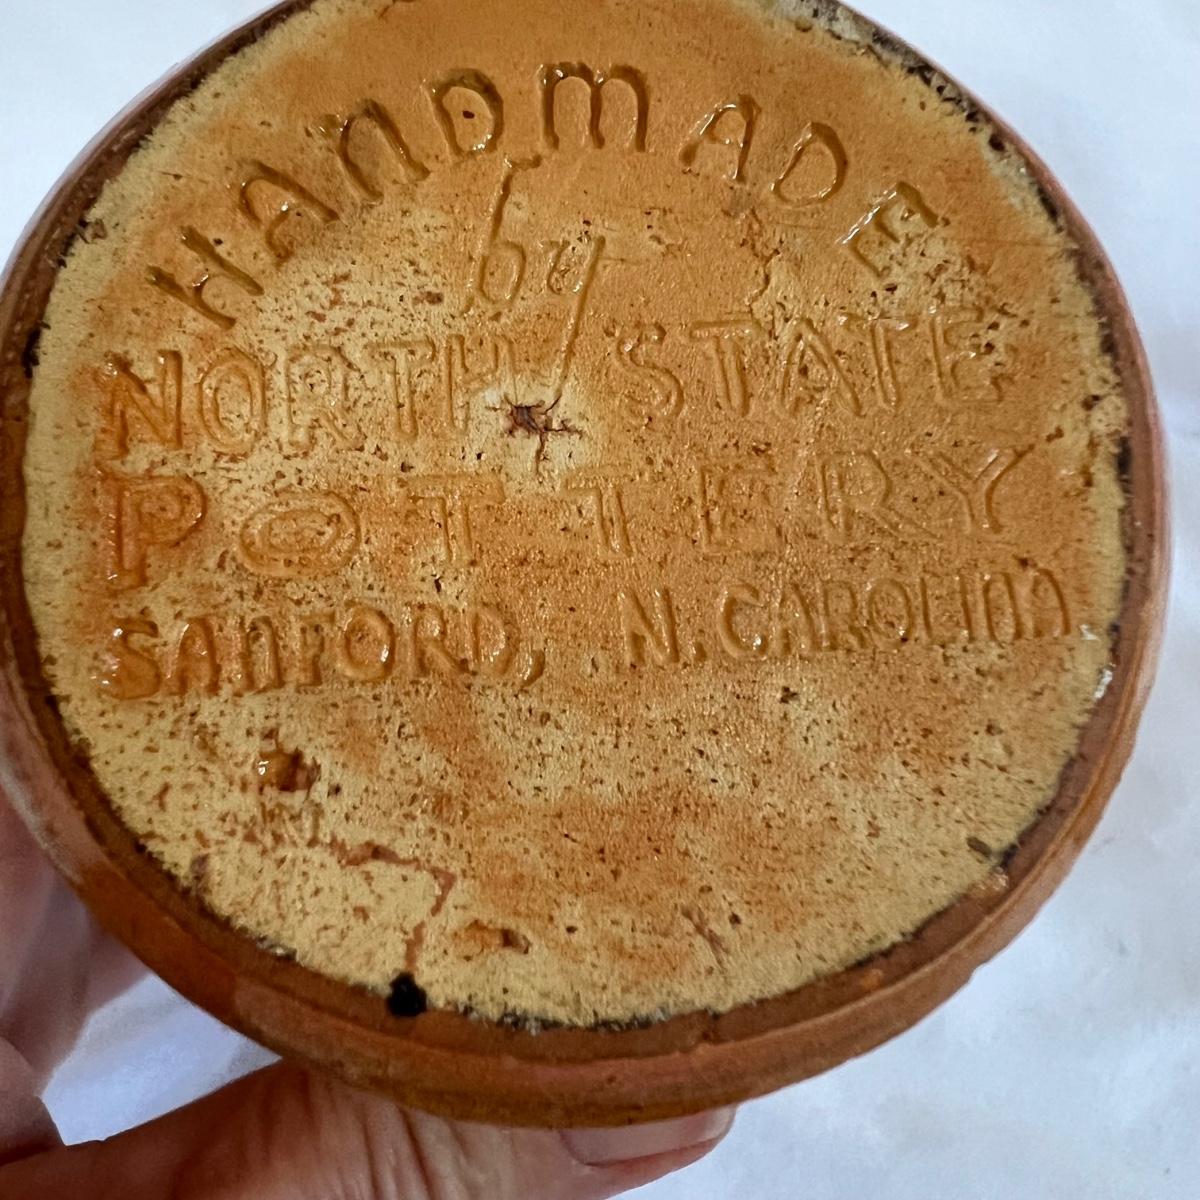 HANDMADE
by
NORTH STATE
POTTERY
SANFORD, N. CAROLINA